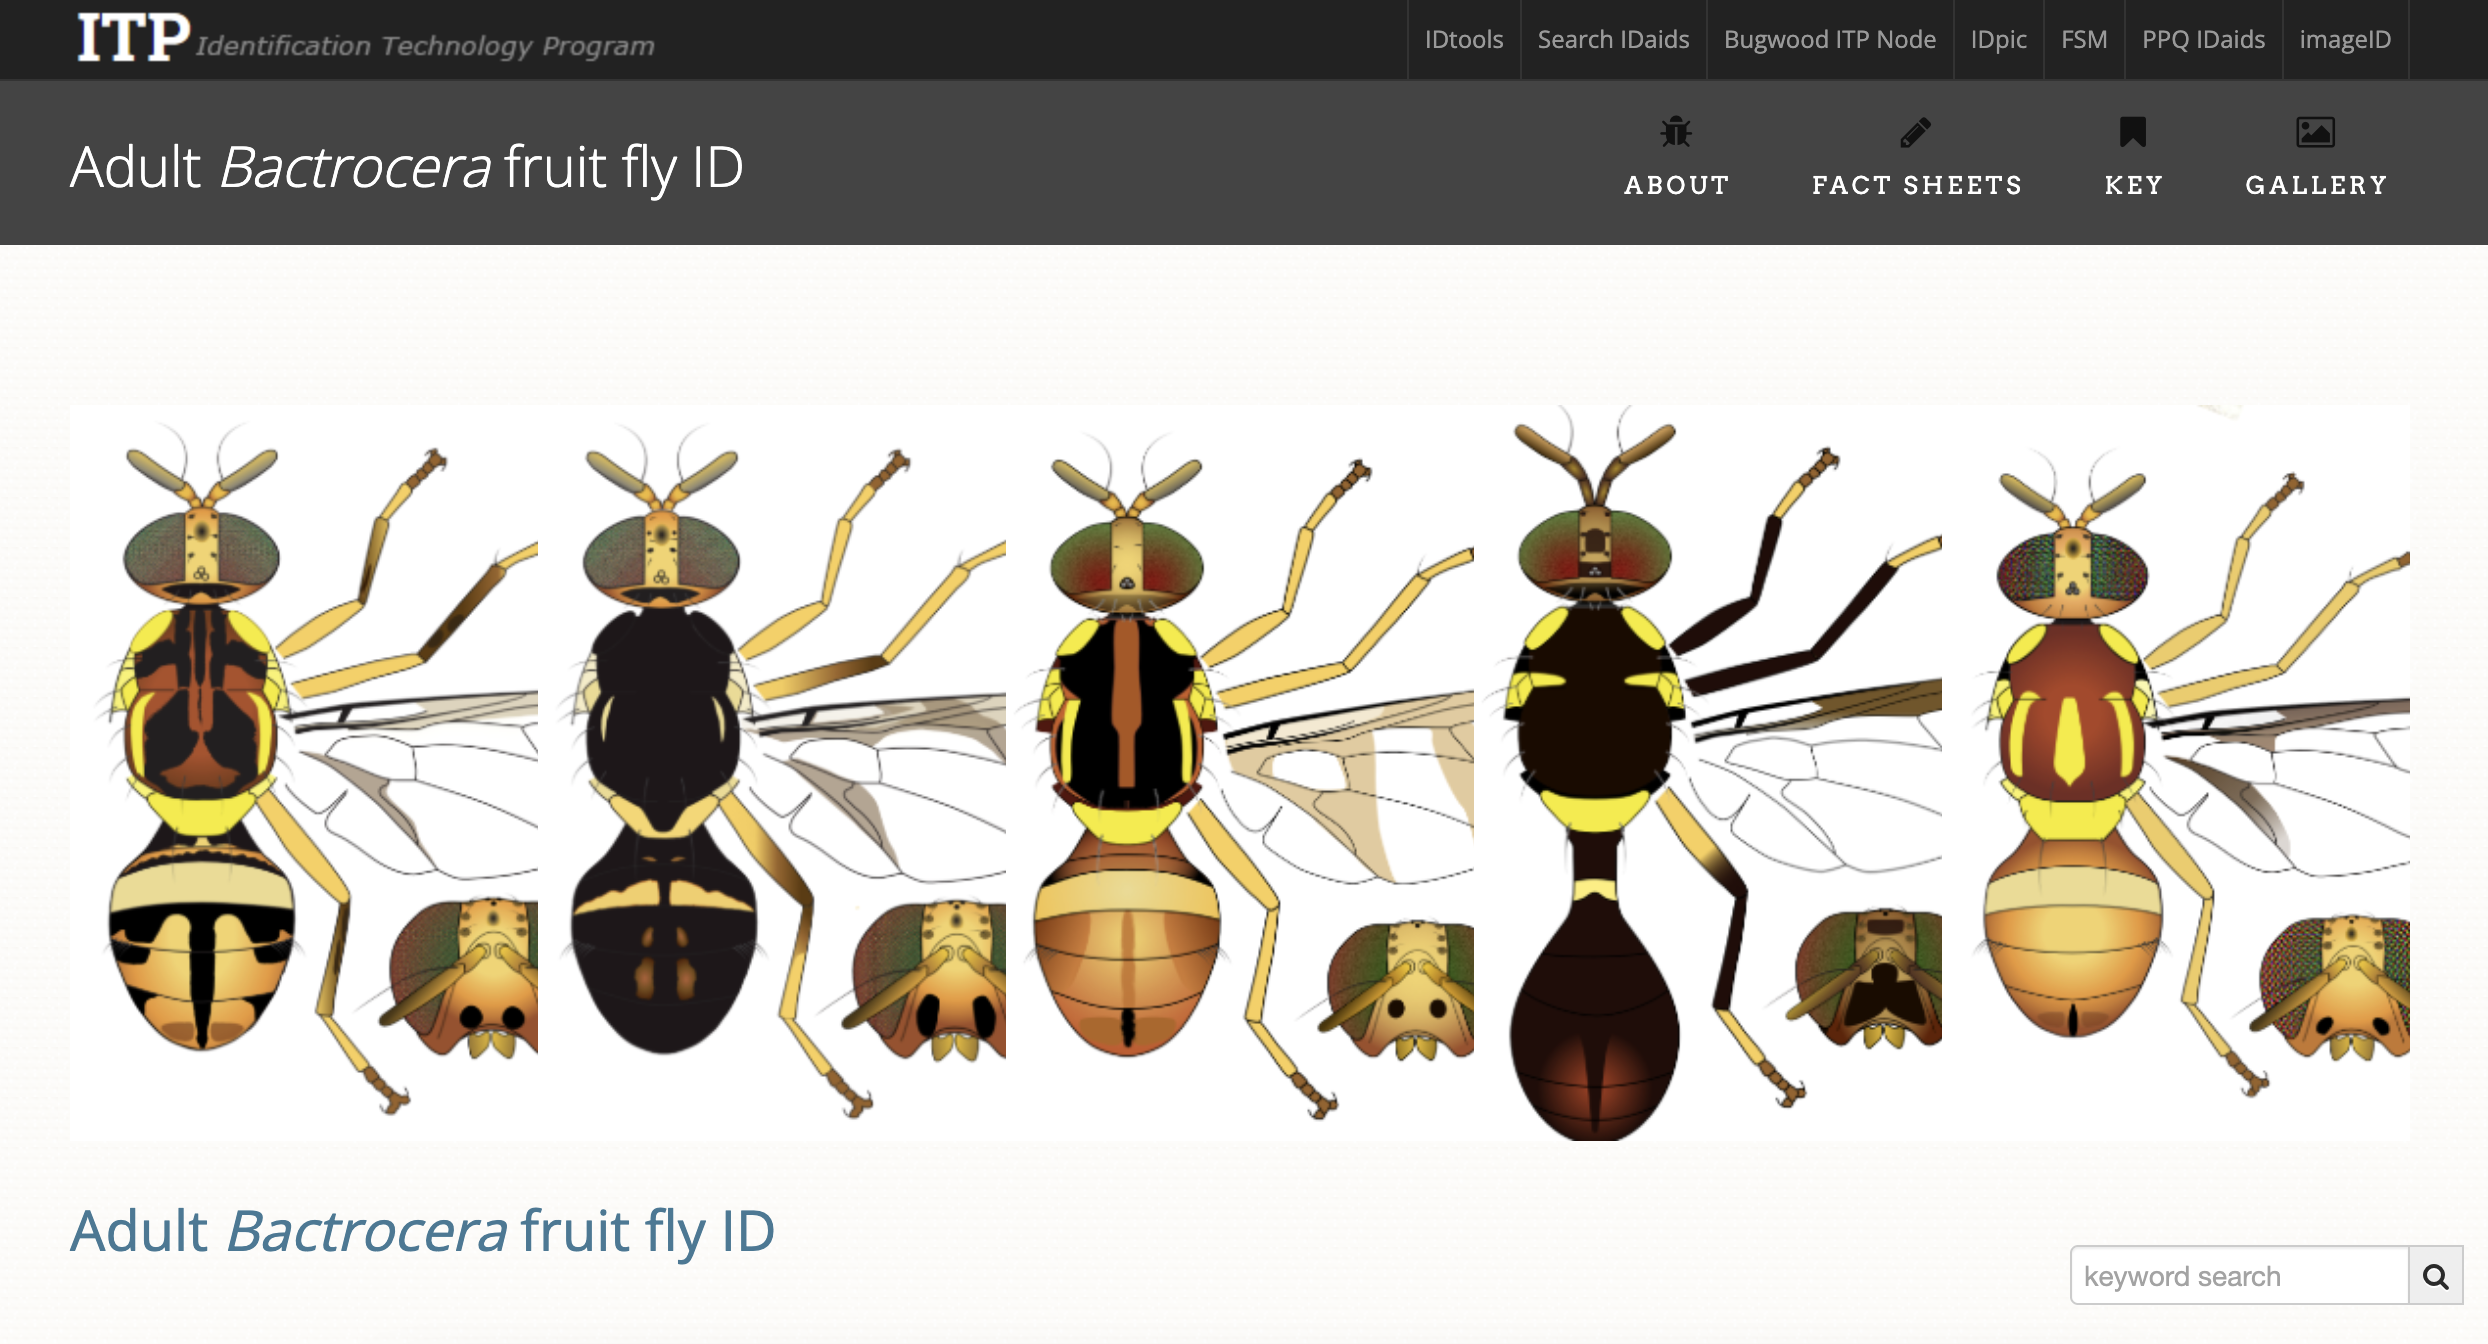 ITP Identification Technology Program
IDtools Search IDaids Bugwood ITP Node IDpic FSM PPQ IDaids imageID
Adult Bactrocera fruit fly ID
ABOUT FACT SHEETS KEY GALLERY
Adult Bactrocera fruit fly ID
keyword search